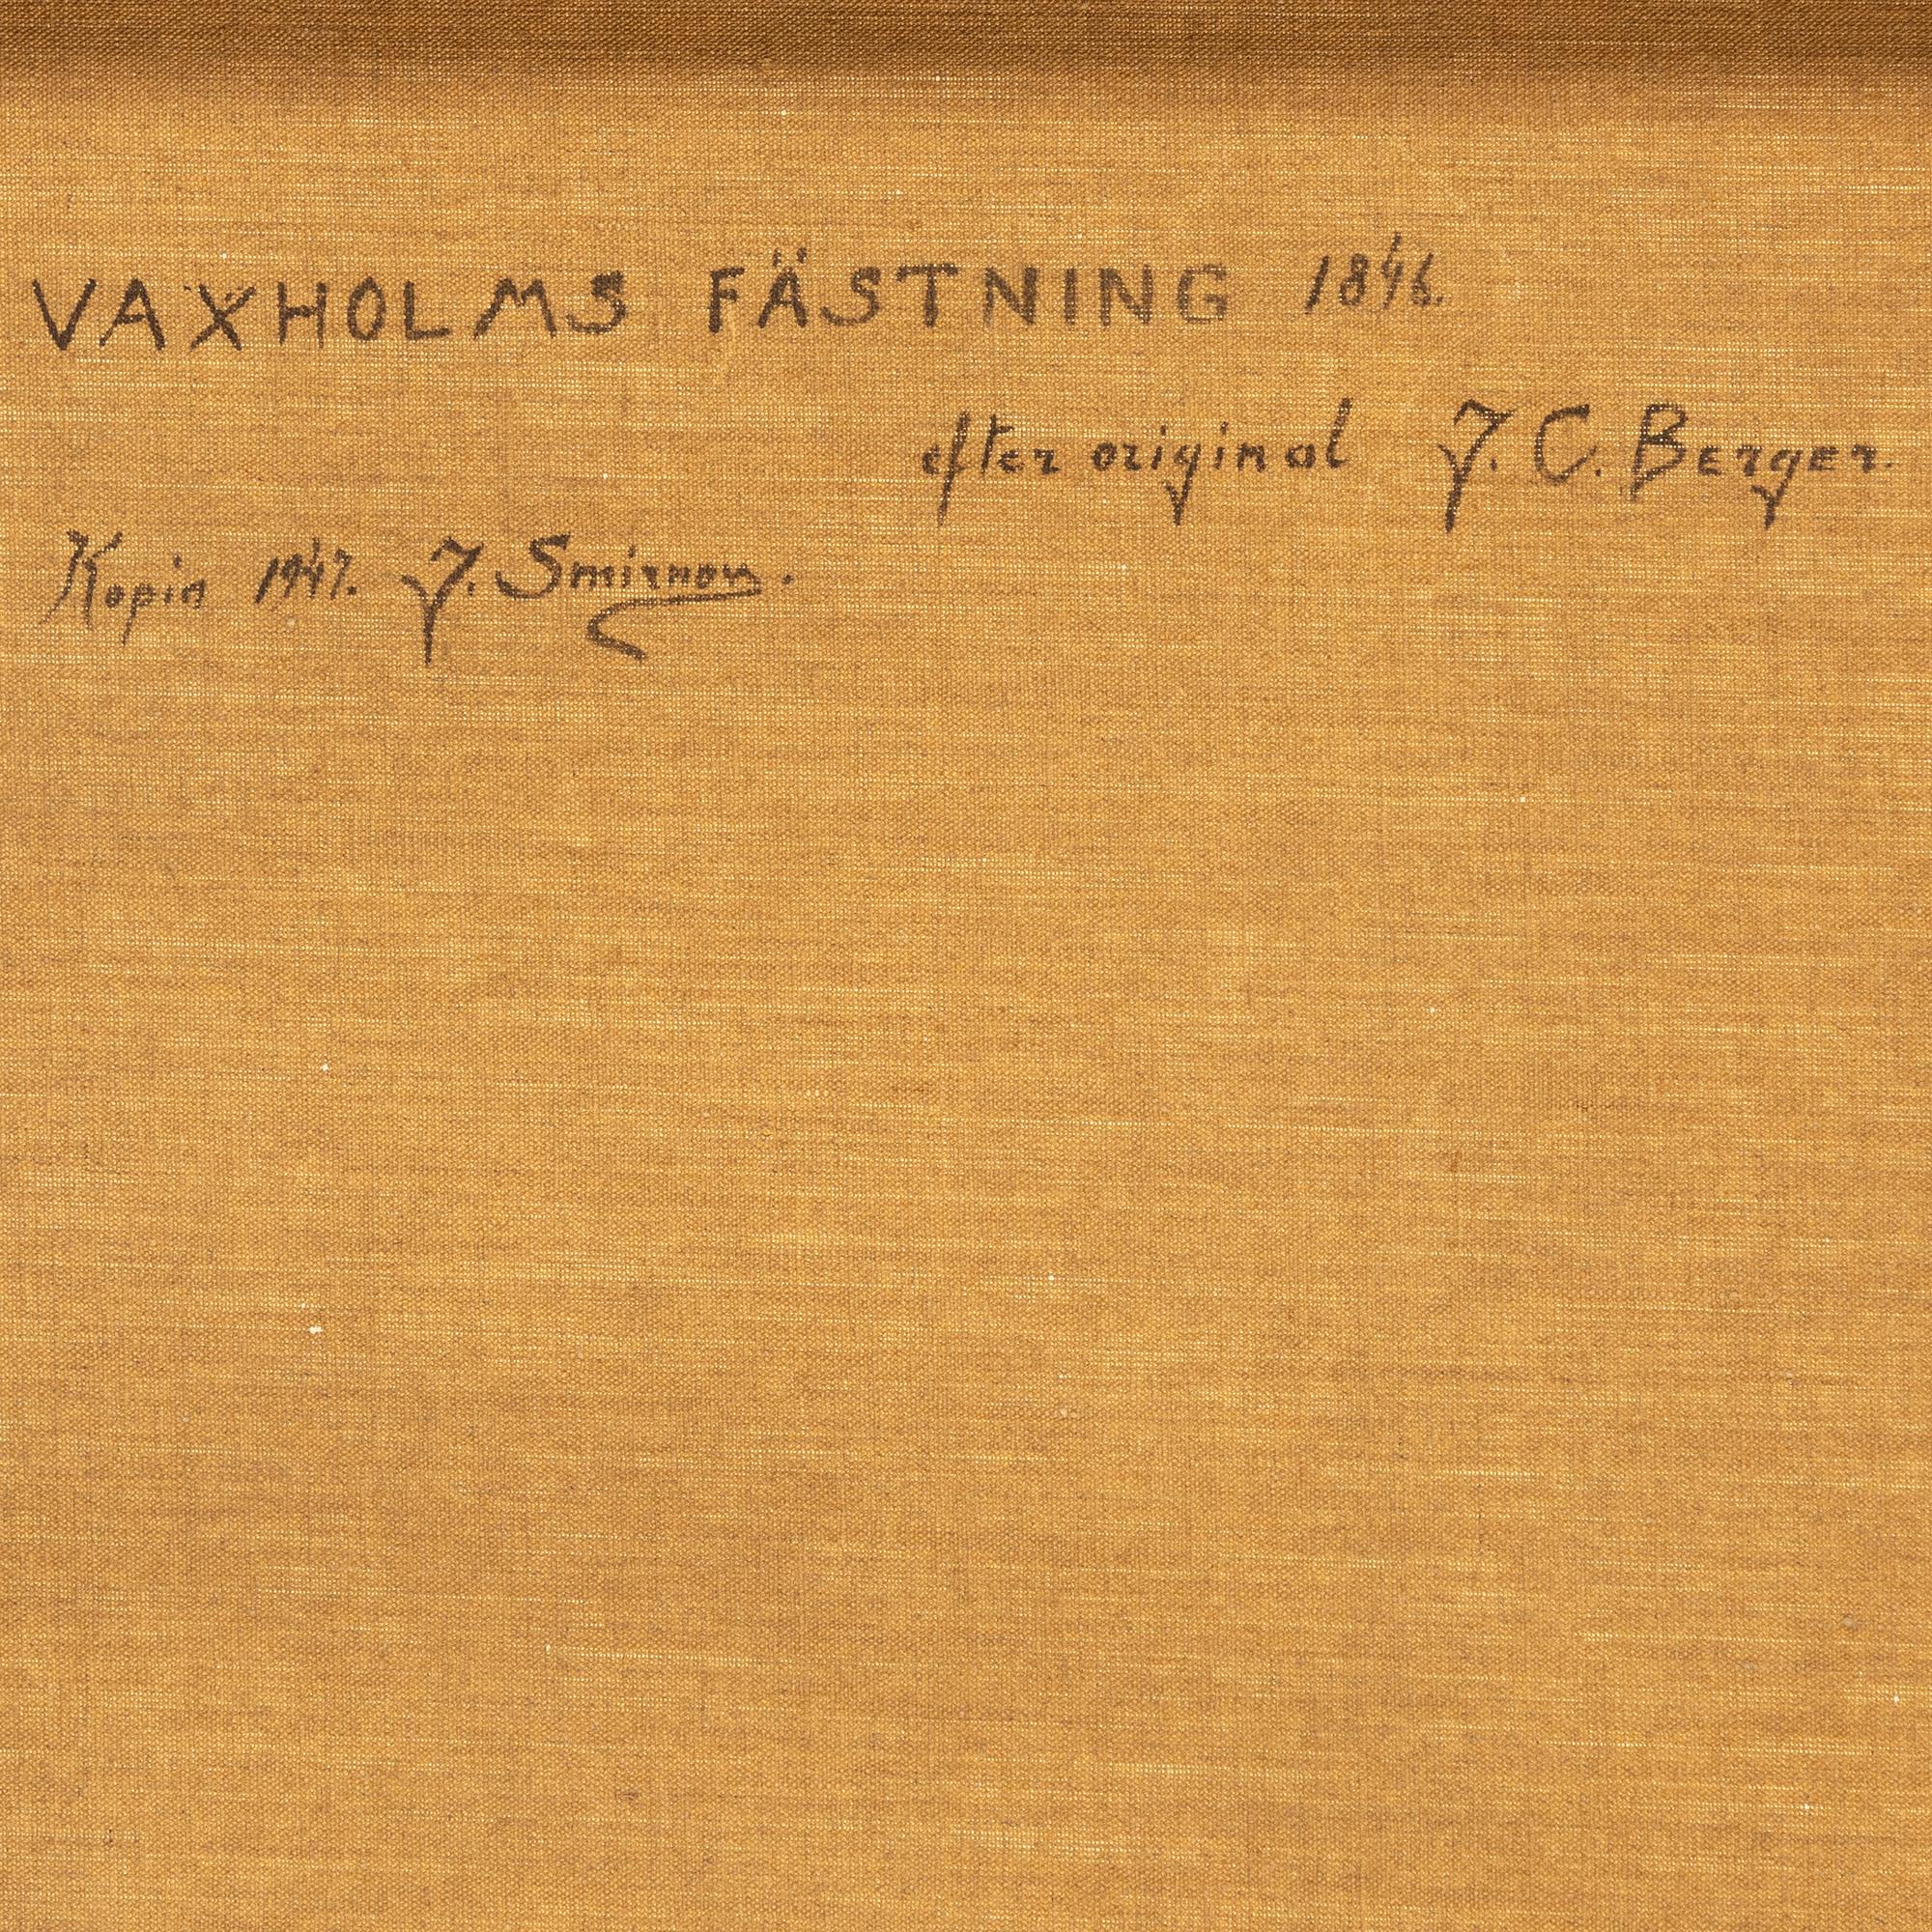 VAXHOLMS FÄSTNING 1846.
efter original J. C. Berger.
Kopia 1947. J. Smirnov.